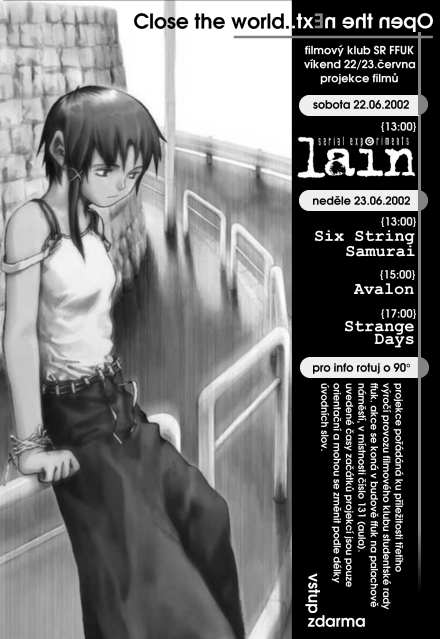 Close the world..txEn eht nepO
filmový klub SR FFUK
víkend 22/23.června
projekce filmů
sobota 22.06.2002
{13:00}
serial experiments
lain
neděle 23.06.2002
{13:00}
Six String
Samurai
{15:00}
Avalon
{17:00}
Strange
Days
pro info rotuj o 90°
projekce pořádáná ku příležitosti třetího
výročí provozu filmového klubu studentské rady
ffuk. akce se koná v budově ffuk na palachově
náměstí, v místnosti číslo 131 (aula).
uvedené časy začátků projekcí jsou pouze
orientační a mohou se změnit podle délky
úvodních slov.
vstup
zdarma